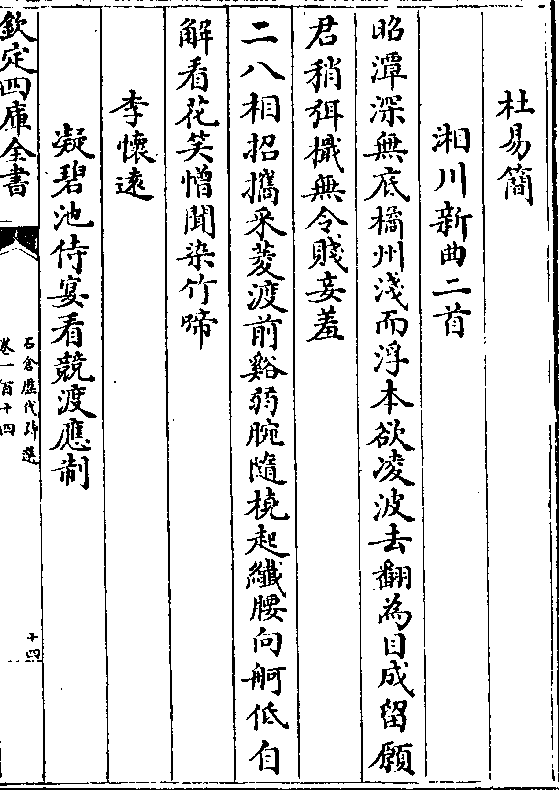 杜易簡
湘川新曲二首
昭潭深無底橘州淺而浮本欲凌波去翻為目成留願
君稍弭檝無令賤妾羞
二八相招攜采菱渡前谿弱腕隨橈起纖腰向舸低自
解看花笑憎聞染竹啼
李懷遠
凝碧池侍宴看競渡應制
欽定四庫全書
石倉歴代詩選
卷一百十四
十四